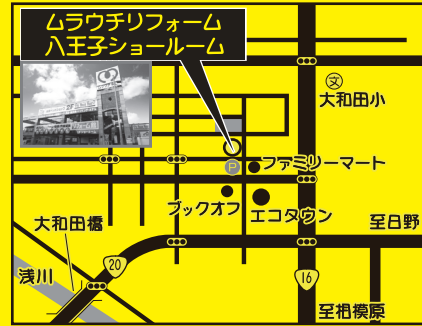 ムラウチリフォーム
八王子ショールーム
文
大和田小
P
ファミリーマート
ブックオフ
エコタウン
大和田橋
至日野
20
浅川
16
至相模原